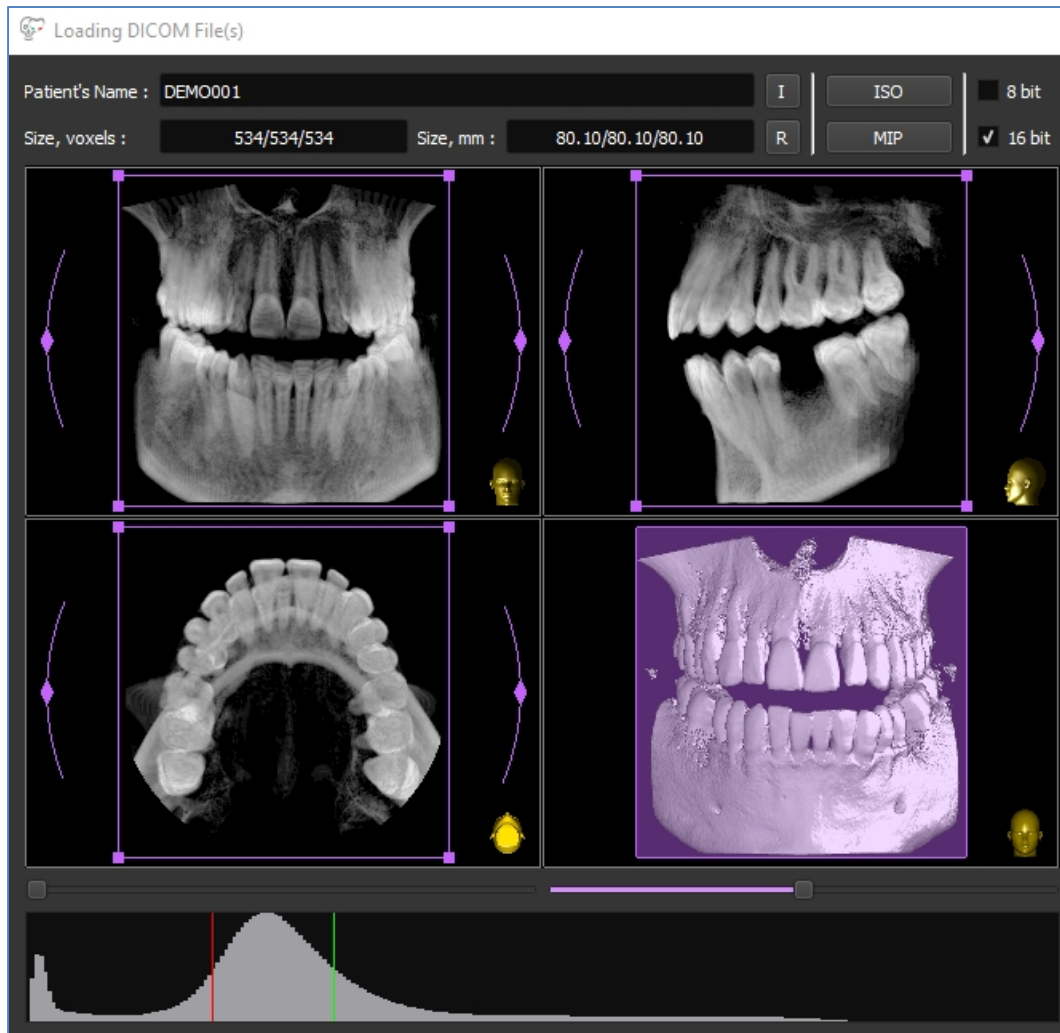 Loading DICOM File(s)
Patient's Name : DEMO001 I ISO 8 bit
Size, voxels : 534/534/534 Size, mm : 80.10/80.10/80.10 R MIP 16 bit